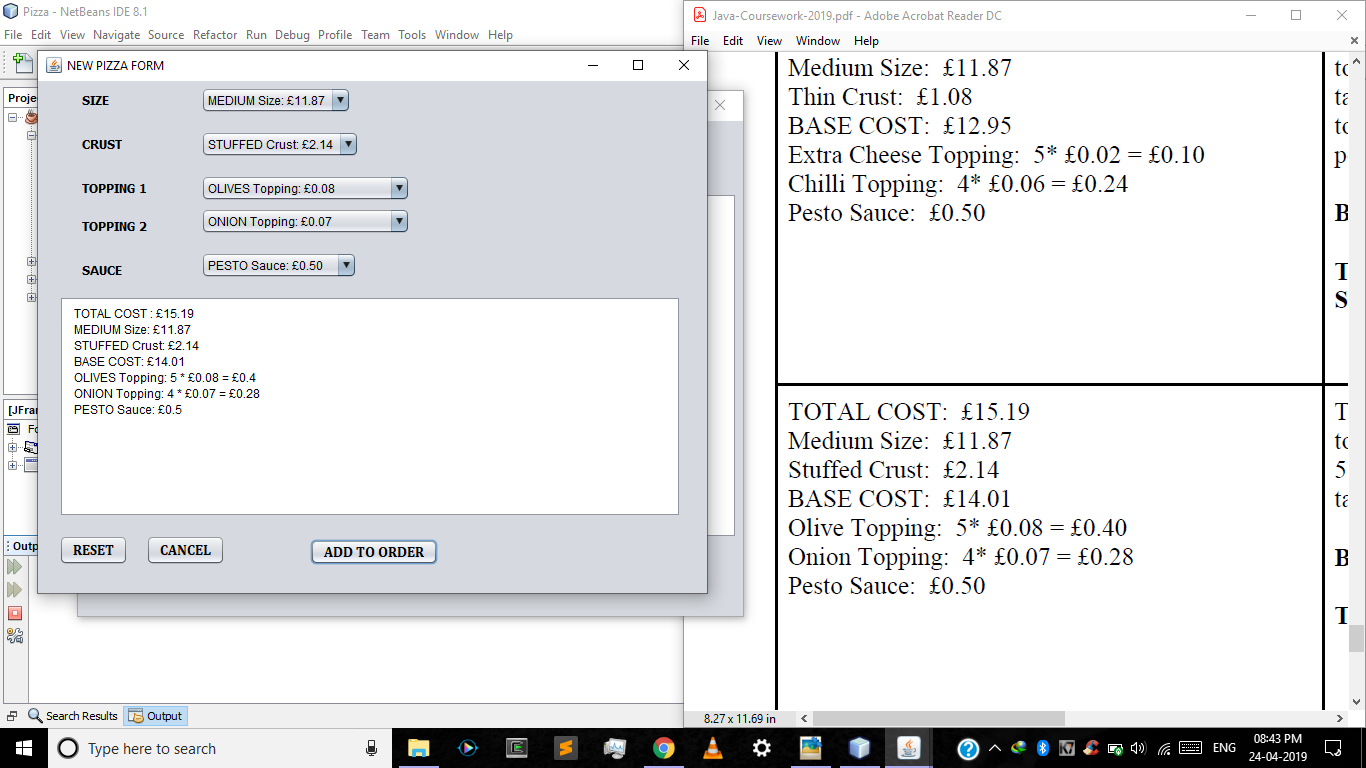 Pizza - NetBeans IDE 8.1
File Edit View Navigate Source Refactor Run Debug Profile Team Tools Window Help
Proje
[JFran
Fo
Outp
NEW PIZZA FORM
SIZE
MEDIUM Size: £11.87
CRUST
STUFFED Crust: £2.14
TOPPING 1
OLIVES Topping: £0.08
TOPPING 2
ONION Topping: £0.07
SAUCE
PESTO Sauce: £0.50
TOTAL COST : £15.19
MEDIUM Size: £11.87
STUFFED Crust: £2.14
BASE COST: £14.01
OLIVES Topping: 5 * £0.08 = £0.4
ONION Topping: 4 * £0.07 = £0.28
PESTO Sauce: £0.5
RESET CANCEL ADD TO ORDER
Search Results Output
Java-Coursework-2019.pdf - Adobe Acrobat Reader DC
File Edit View Window Help
Medium Size: £11.87
Thin Crust: £1.08
BASE COST: £12.95
Extra Cheese Topping: 5* £0.02 = £0.10
Chilli Topping: 4* £0.06 = £0.24
Pesto Sauce: £0.50
TOTAL COST: £15.19
Medium Size: £11.87
Stuffed Crust: £2.14
BASE COST: £14.01
Olive Topping: 5* £0.08 = £0.40
Onion Topping: 4* £0.07 = £0.28
Pesto Sauce: £0.50
8.27 x 11.69 in
Type here to search
ENG
08:43 PM
24-04-2019